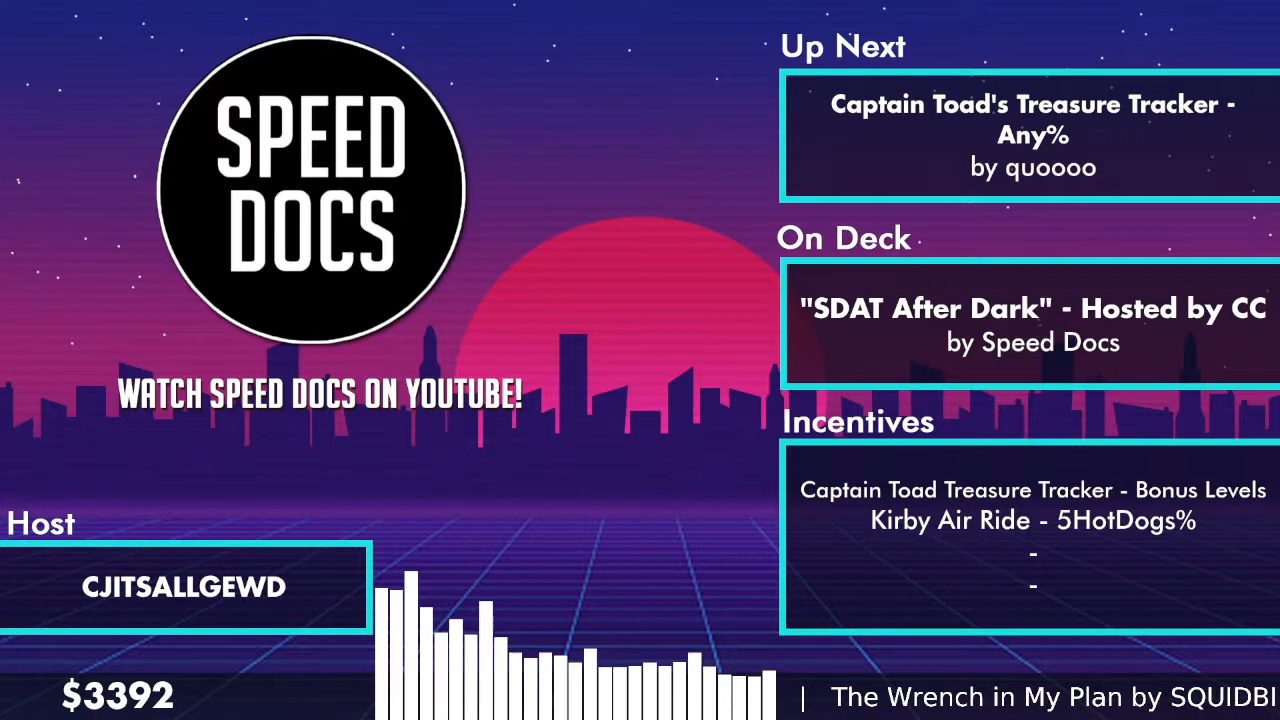 SPEED
DOCS
WATCH SPEED DOCS ON YOUTUBE!
Up Next
Captain Toad's Treasure Tracker -
Any%
by quoooo
On Deck
"SDAT After Dark" - Hosted by CC
by Speed Docs
Incentives
Captain Toad Treasure Tracker - Bonus Levels
Kirby Air Ride - 5HotDogs%
-
-
Host
CJITSALLGEWD
$3392
| The Wrench in My Plan by SQUIDBI